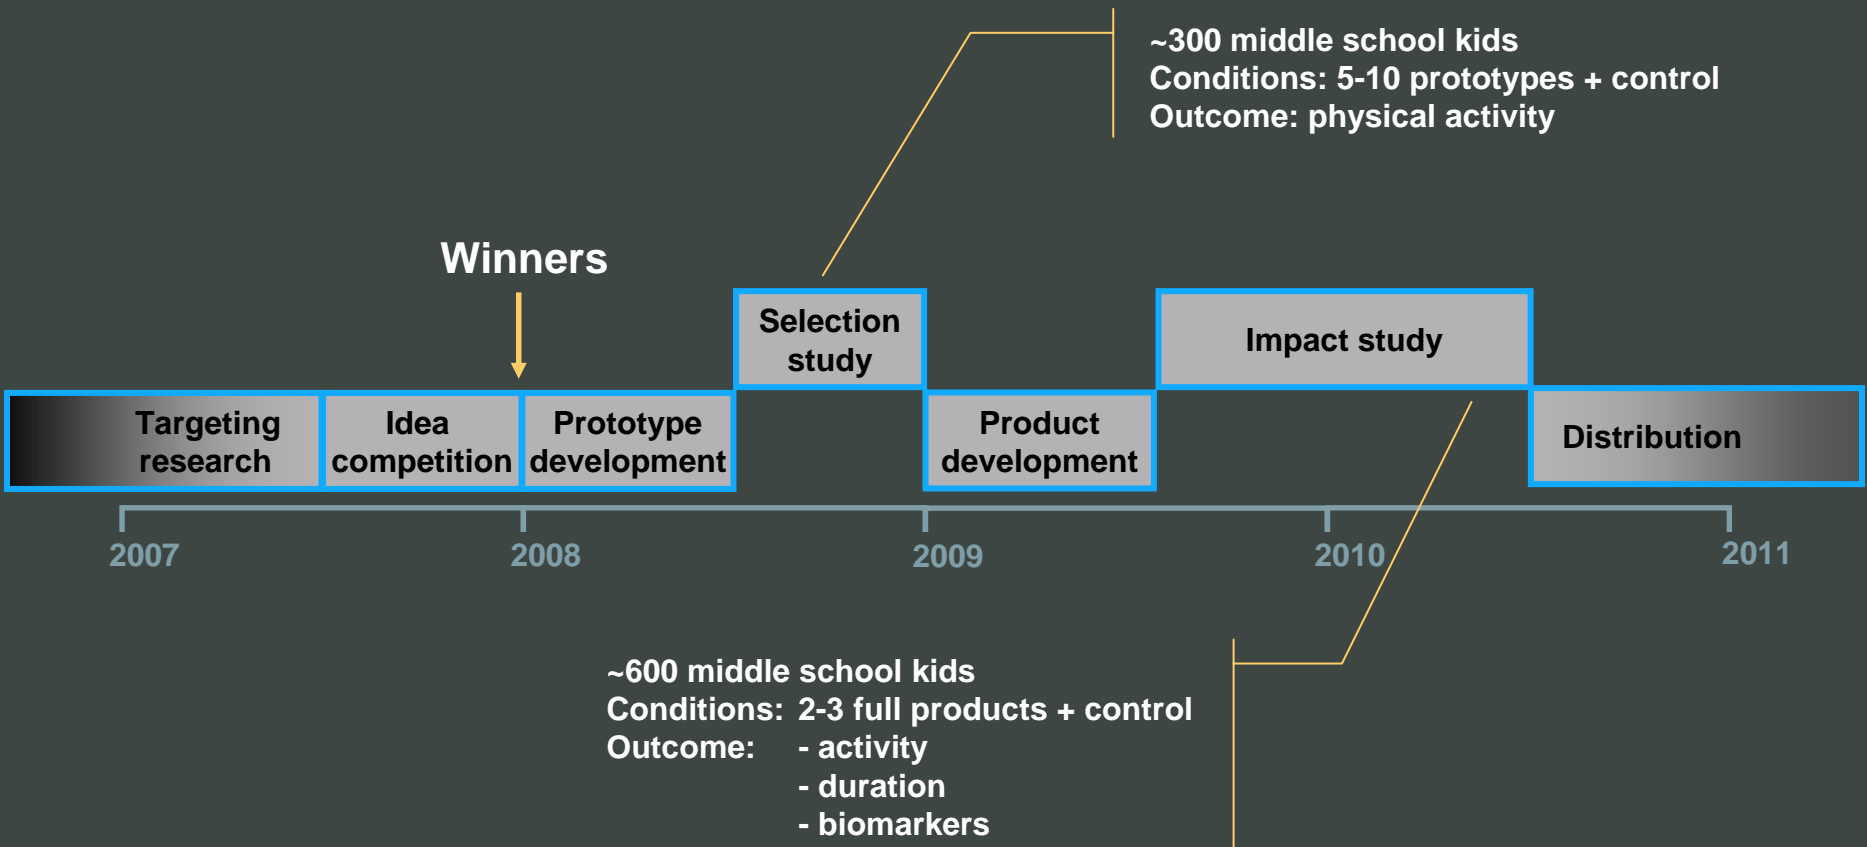 ~300 middle school kids
Conditions: 5-10 prototypes + control
Outcome: physical activity
Winners
Selection
study
Impact study
Targeting
research
Idea
competition
Prototype
development
Product
development
Distribution
2007
2008
2009
2010
2011
~600 middle school kids
Conditions: 2-3 full products + control
Outcome: - activity
- duration
- biomarkers